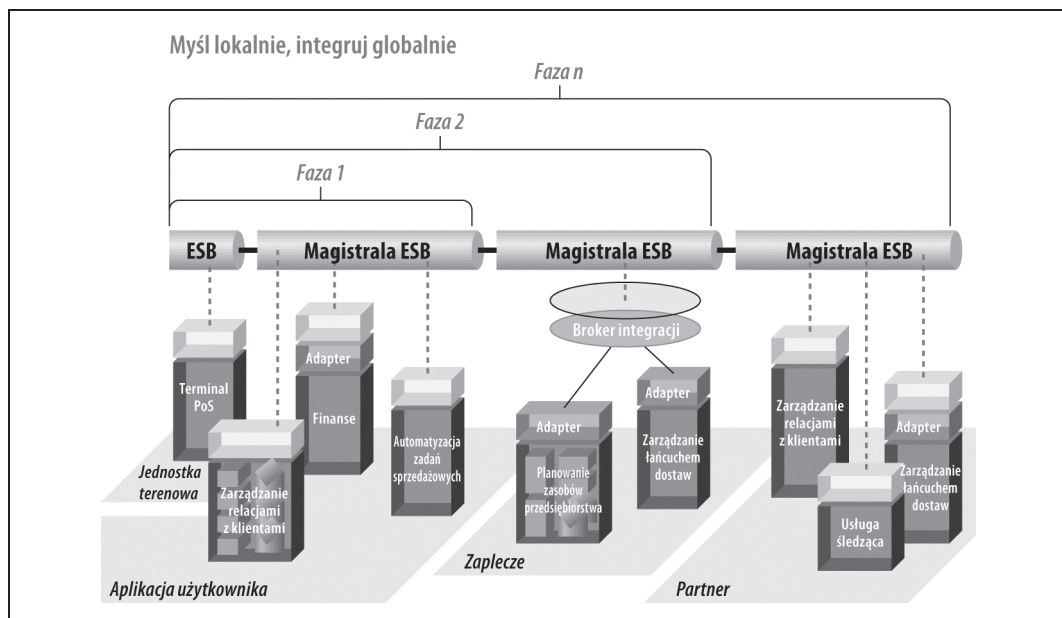 Myśl lokalnie, integruj globalnie
Faza n
Faza 2
Faza 1
ESB
Magistrala ESB
Magistrala ESB
Magistrala ESB
Terminal
PoS
Adapter
Finanse
Zarządzanie
relacjami
z klientami
Automatyzacja
zadań
sprzedażowych
Jednostka
terenowa
Aplikacja użytkownika
Broker integracji
Adapter
Planowanie
zasobów
przedsiębiorstwa
Adapter
Zarządzanie
łańcuchem
dostaw
Zaplecze
Zarządzanie
relacjami
z klientami
Usługa
śledząca
Adapter
Zarządzanie
łańcuchem
dostaw
Partner